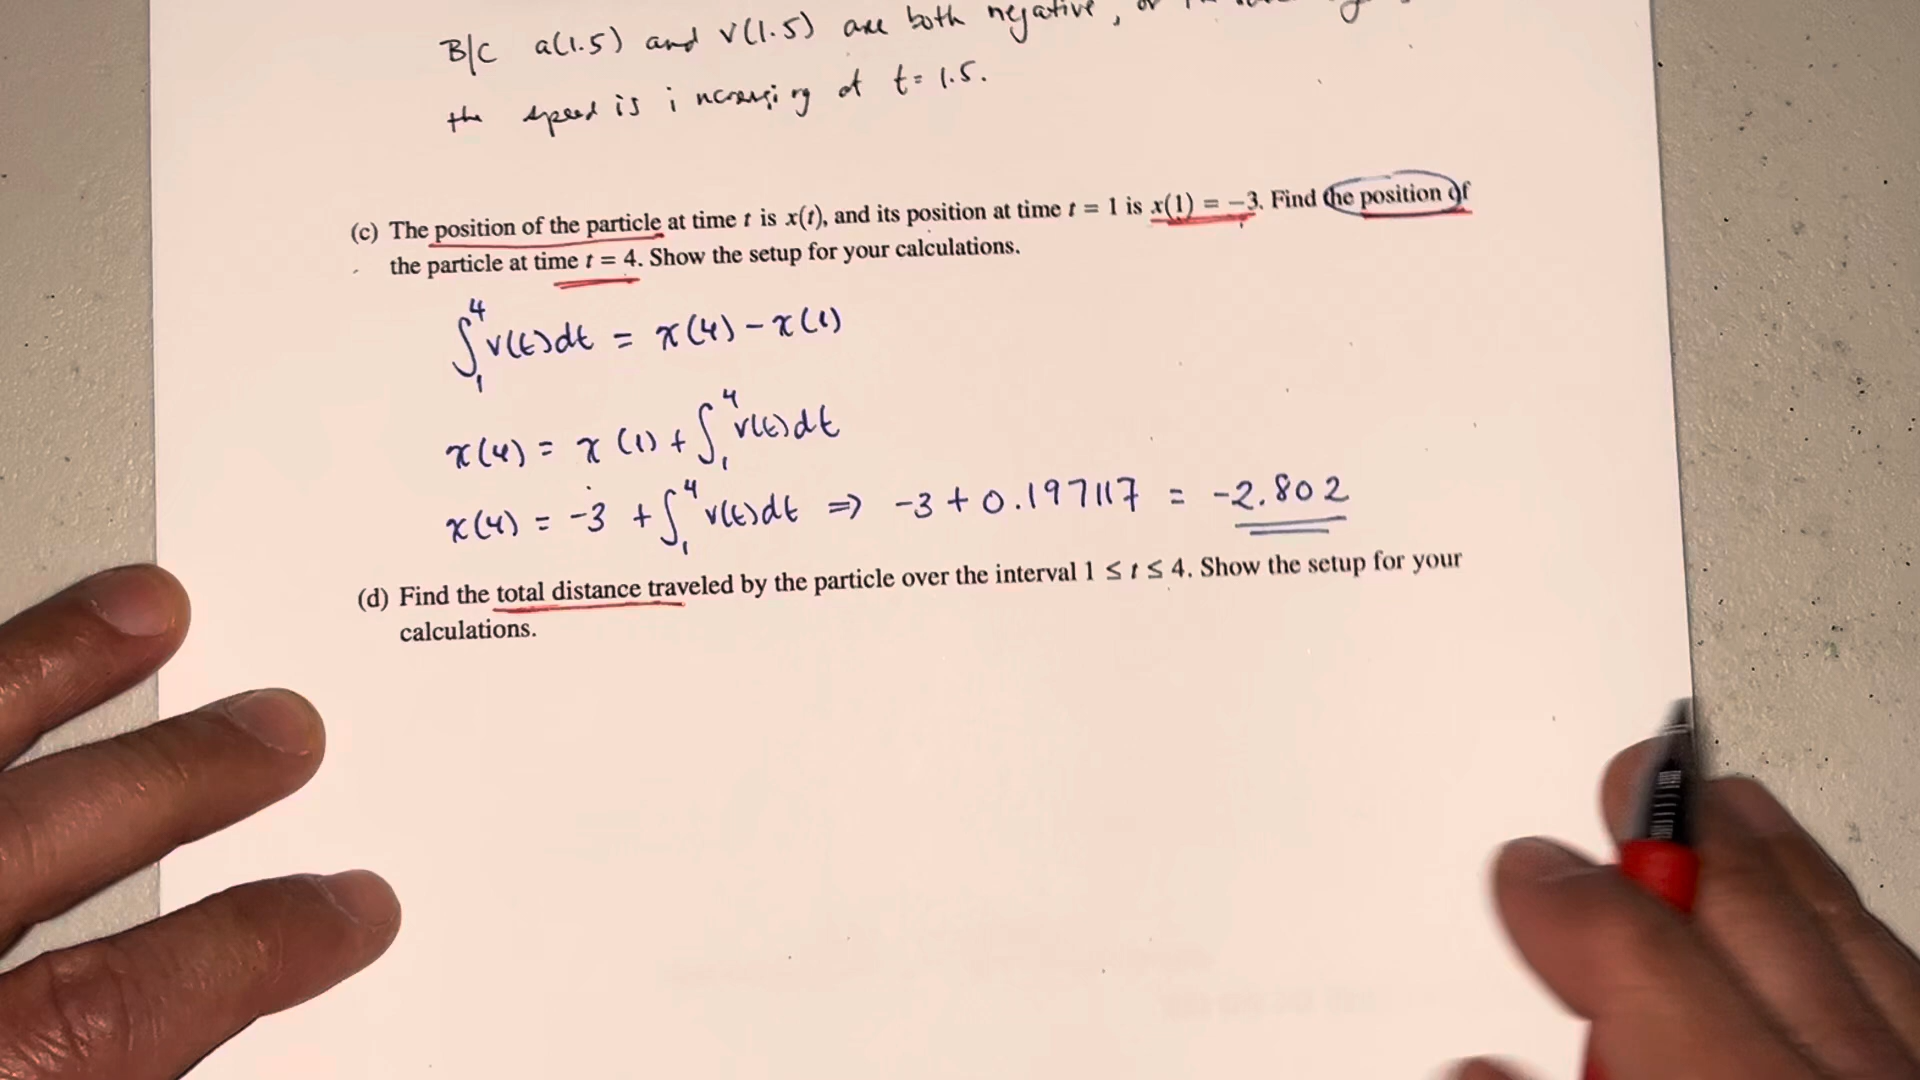 B/C a(1.5) and v(1.5) are both negative,
the speed is increasing at t = 1.5.
(c) The position of the particle at time t is x(t), and its position at time t = 1 is x(1) = −3. Find the position of
the particle at time t = 4. Show the setup for your calculations.
∫₁⁴ v(t)dt = x(4) − x(1)
x(4) = x(1) + ∫₁⁴ v(t)dt
x(4) = −3 + ∫₁⁴ v(t)dt ⇒ −3 + 0.197117 = −2.802
(d) Find the total distance traveled by the particle over the interval 1 ≤ t ≤ 4. Show the setup for your
calculations.